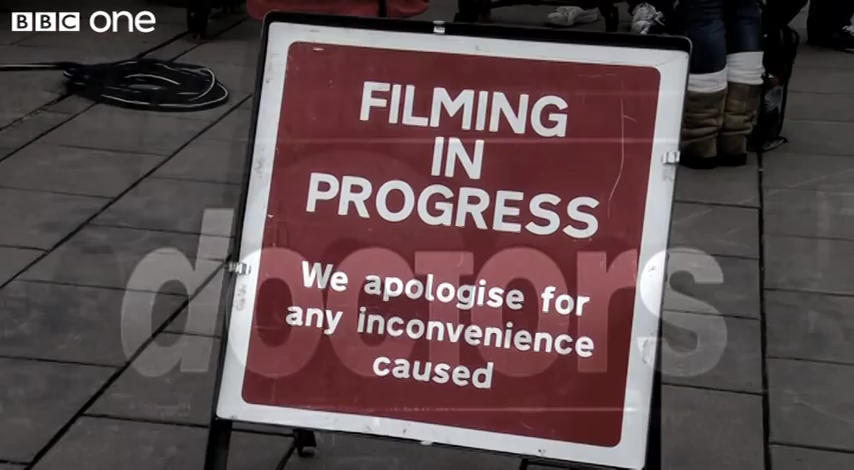 BBC one
FILMING
IN
PROGRESS
We apologise for
any inconvenience
caused
doctors